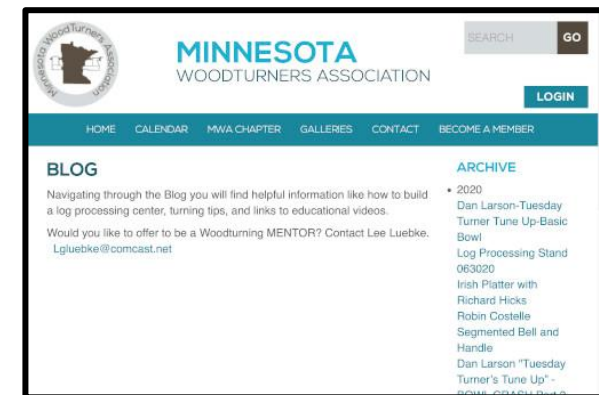 Minnesota WoodTurners Association
MINNESOTA
WOODTURNERS ASSOCIATION
SEARCH
GO
LOGIN
HOME CALENDAR MWA CHAPTER GALLERIES CONTACT BECOME A MEMBER
BLOG
Navigating through the Blog you will find helpful information like how to build
a log processing center, turning tips, and links to educational videos.
Would you like to offer to be a Woodturning MENTOR? Contact Lee Luebke.
Lgluebke@comcast.net
ARCHIVE
• 2020
Dan Larson-Tuesday
Turner Tune Up-Basic
Bowl
Log Processing Stand
063020
Irish Platter with
Richard Hicks
Robin Costelle
Segmented Bell and
Handle
Dan Larson "Tuesday
Turner's Tune Up" -